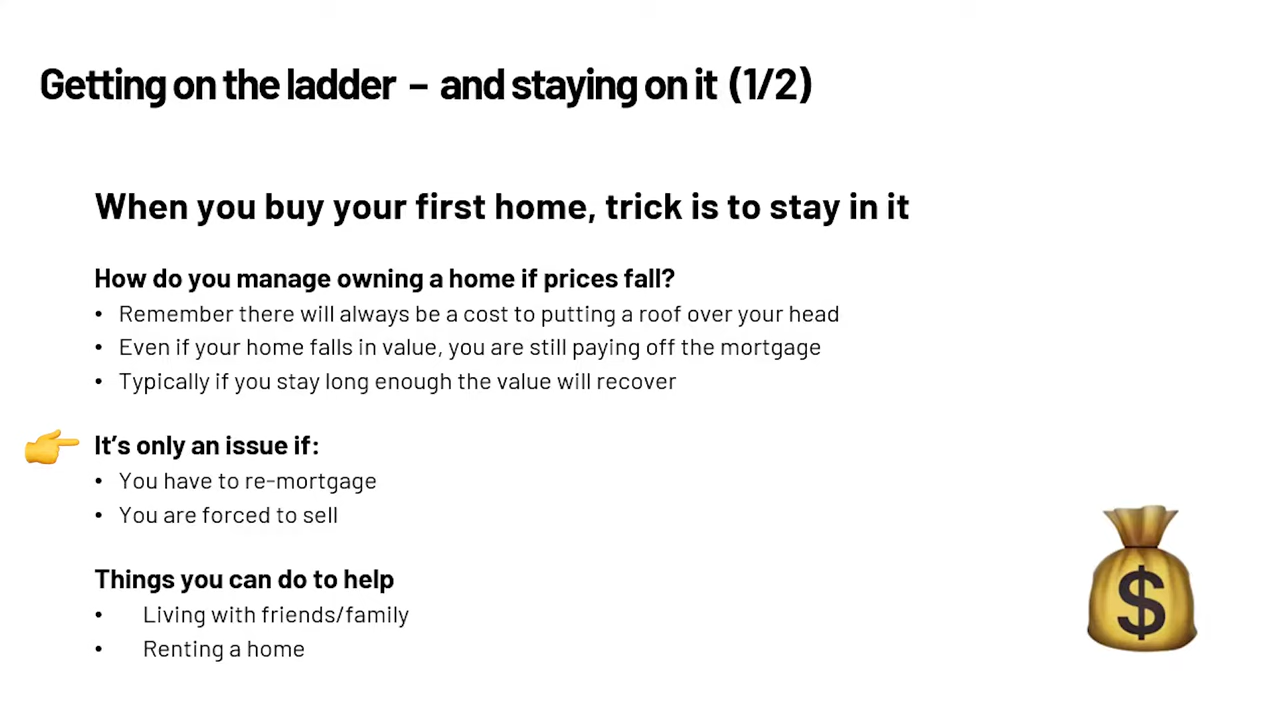 Getting on the ladder – and staying on it (1/2)
When you buy your first home, trick is to stay in it
How do you manage owning a home if prices fall?
• Remember there will always be a cost to putting a roof over your head
• Even if your home falls in value, you are still paying off the mortgage
• Typically if you stay long enough the value will recover
It's only an issue if:
• You have to re-mortgage
• You are forced to sell
Things you can do to help
• Living with friends/family
• Renting a home
$